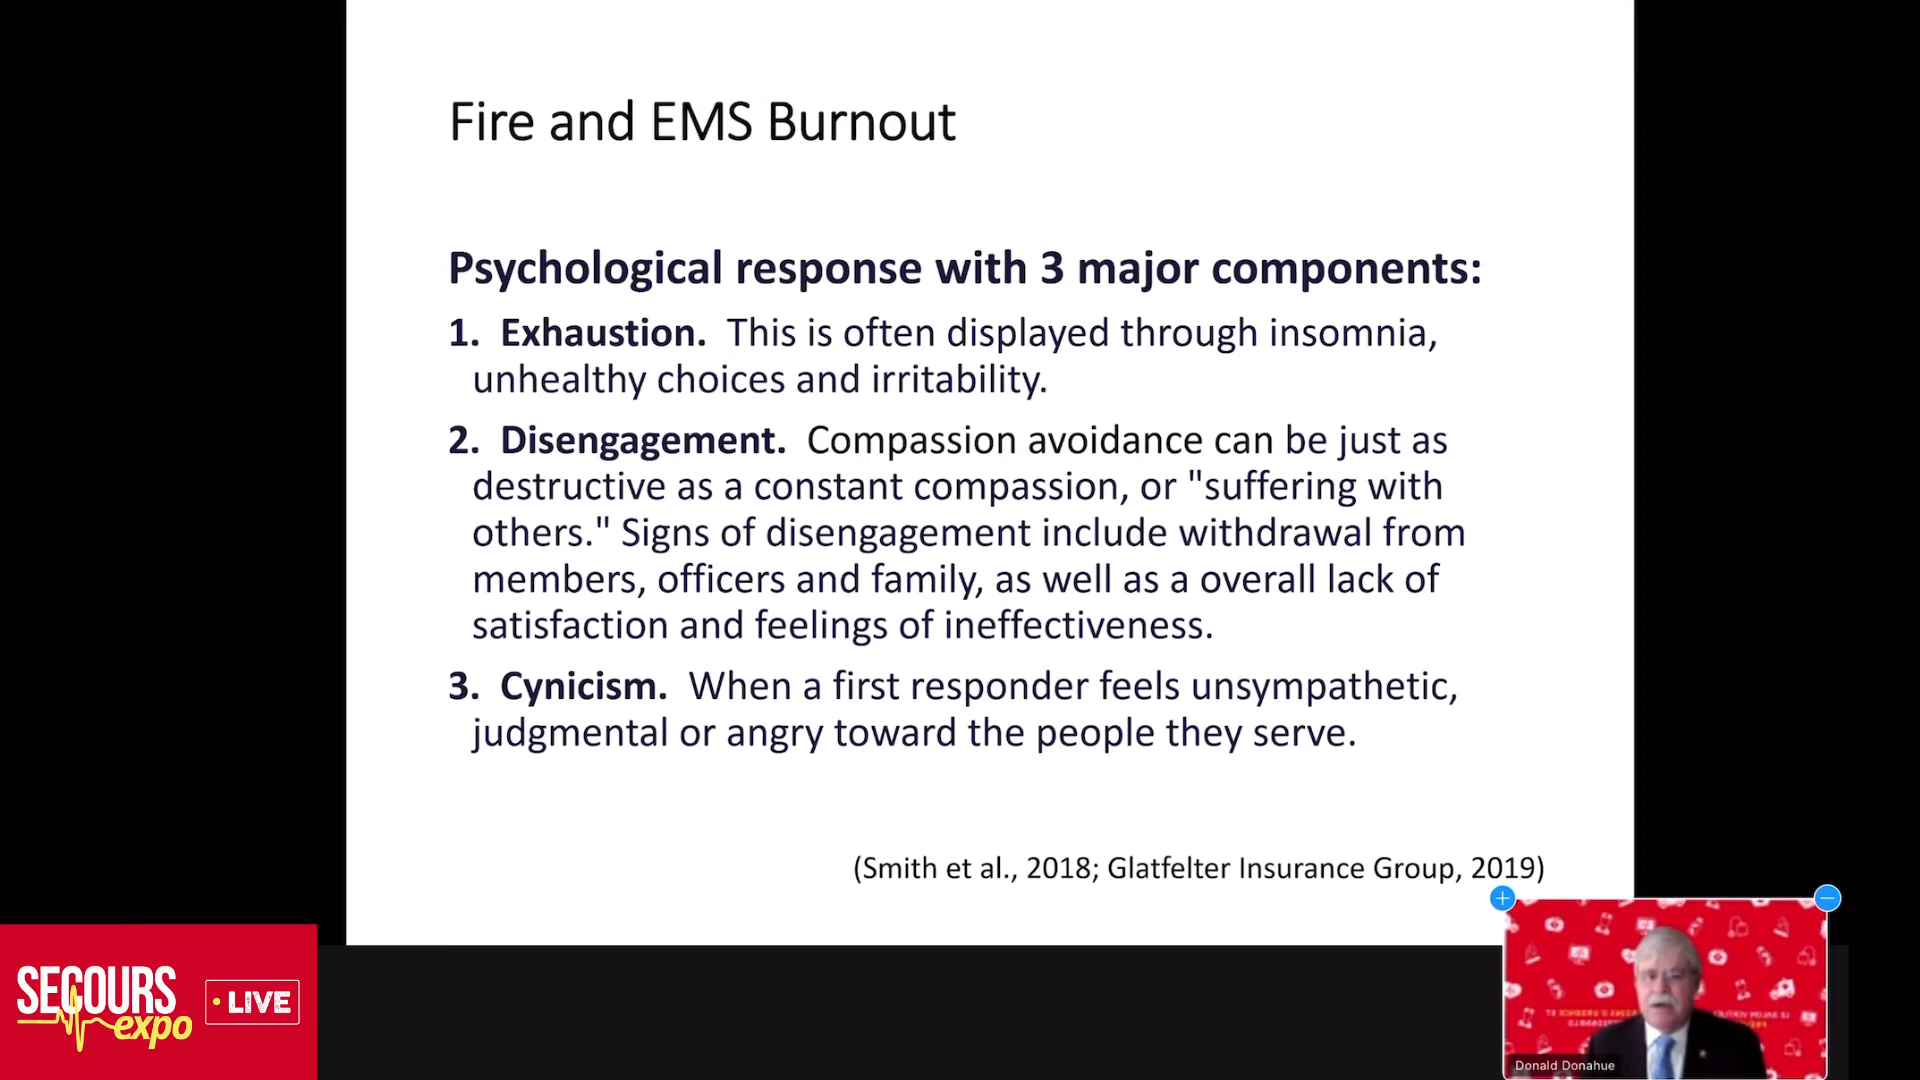 Fire and EMS Burnout
Psychological response with 3 major components:
1. Exhaustion. This is often displayed through insomnia,
unhealthy choices and irritability.
2. Disengagement. Compassion avoidance can be just as
destructive as a constant compassion, or "suffering with
others." Signs of disengagement include withdrawal from
members, officers and family, as well as a overall lack of
satisfaction and feelings of ineffectiveness.
3. Cynicism. When a first responder feels unsympathetic,
judgmental or angry toward the people they serve.
(Smith et al., 2018; Glatfelter Insurance Group, 2019)
SECOURS
expo
LIVE
Donald Donahue